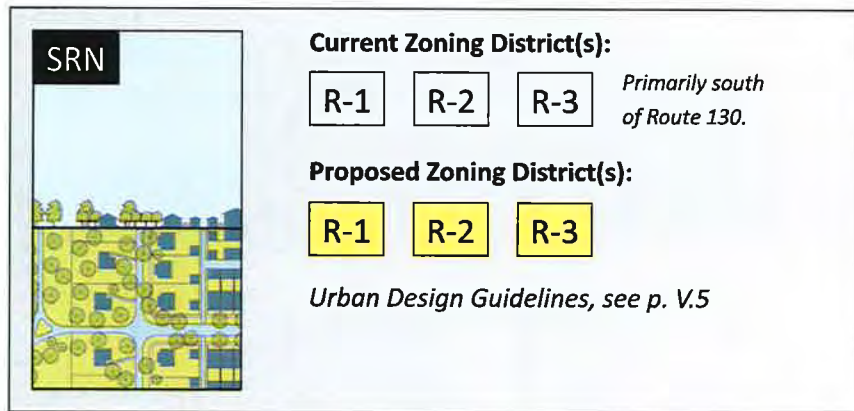 SRN
Current Zoning District(s):
R-1 R-2 R-3 Primarily south
of Route 130.
Proposed Zoning District(s):
R-1 R-2 R-3
Urban Design Guidelines, see p. V.5